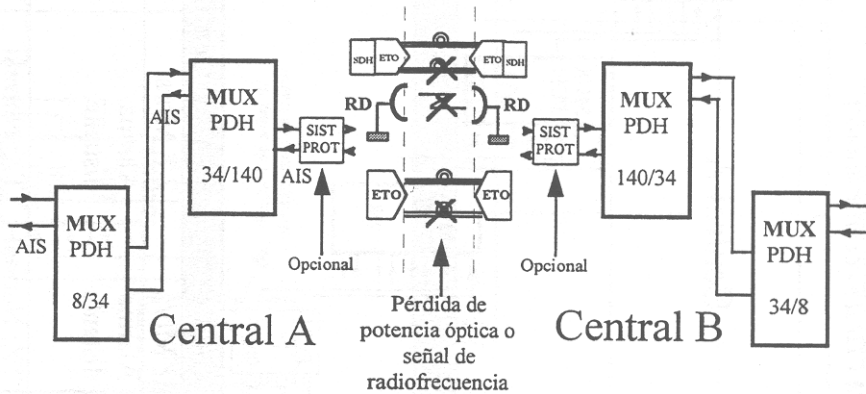 SDH
ETO
ETO
SDH
MUX
PDH
34/140
AIS
RD
RD
SIST
PROT
AIS
SIST
PROT
MUX
PDH
140/34
ETO
ETO
MUX
PDH
8/34
AIS
MUX
PDH
34/8
Opcional
Opcional
Central A
Central B
Pérdida de
potencia óptica o
señal de
radiofrecuencia